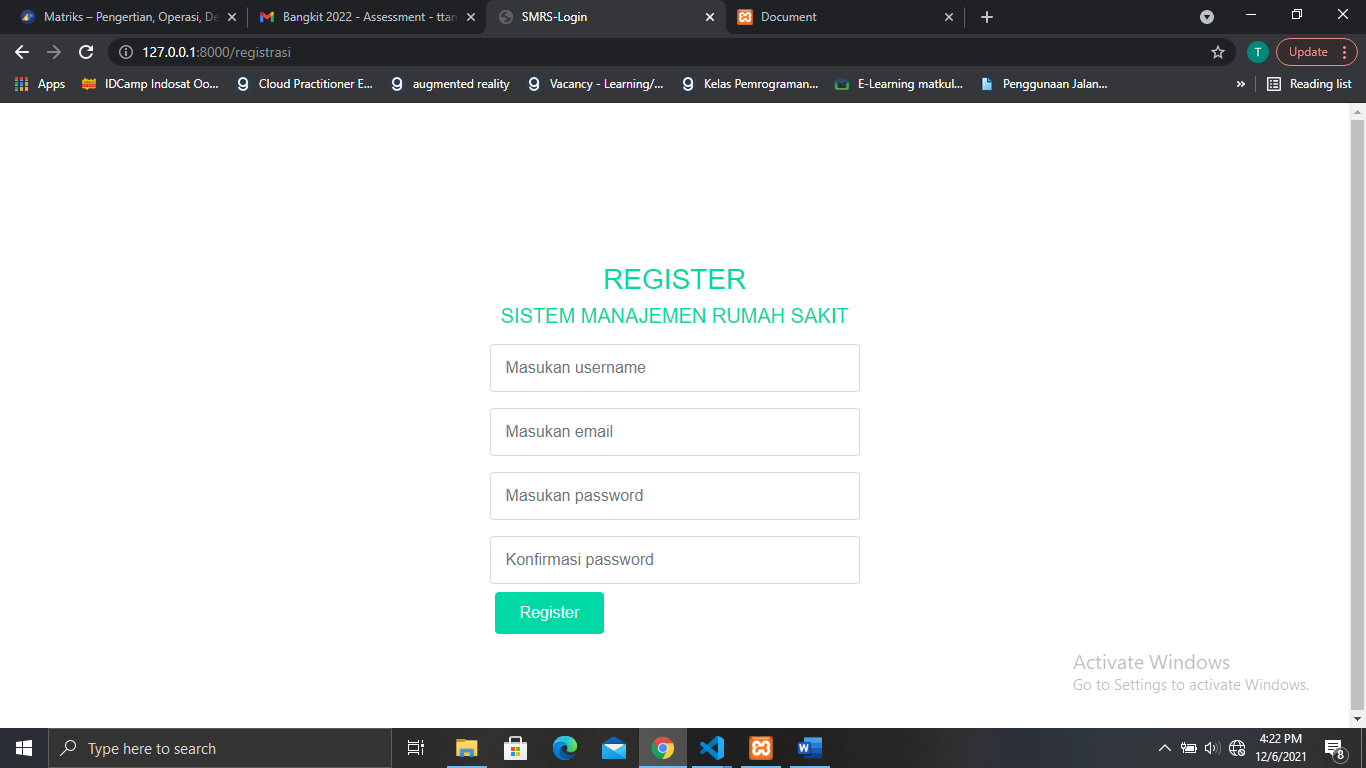 Matriks – Pengertian, Operasi, De
Bangkit 2022 - Assessment - ttan
SMRS-Login
Document
127.0.0.1:8000/registrasi
T
Update
Apps
IDCamp Indosat Oo...
Cloud Practitioner E...
augmented reality
Vacancy - Learning/...
Kelas Pemrograman...
E-Learning matkul...
Penggunaan Jalan...
»
Reading list
REGISTER
SISTEM MANAJEMEN RUMAH SAKIT
Masukan username
Masukan email
Masukan password
Konfirmasi password
Register
Activate Windows
Go to Settings to activate Windows.
Type here to search
4:22 PM
12/6/2021
8